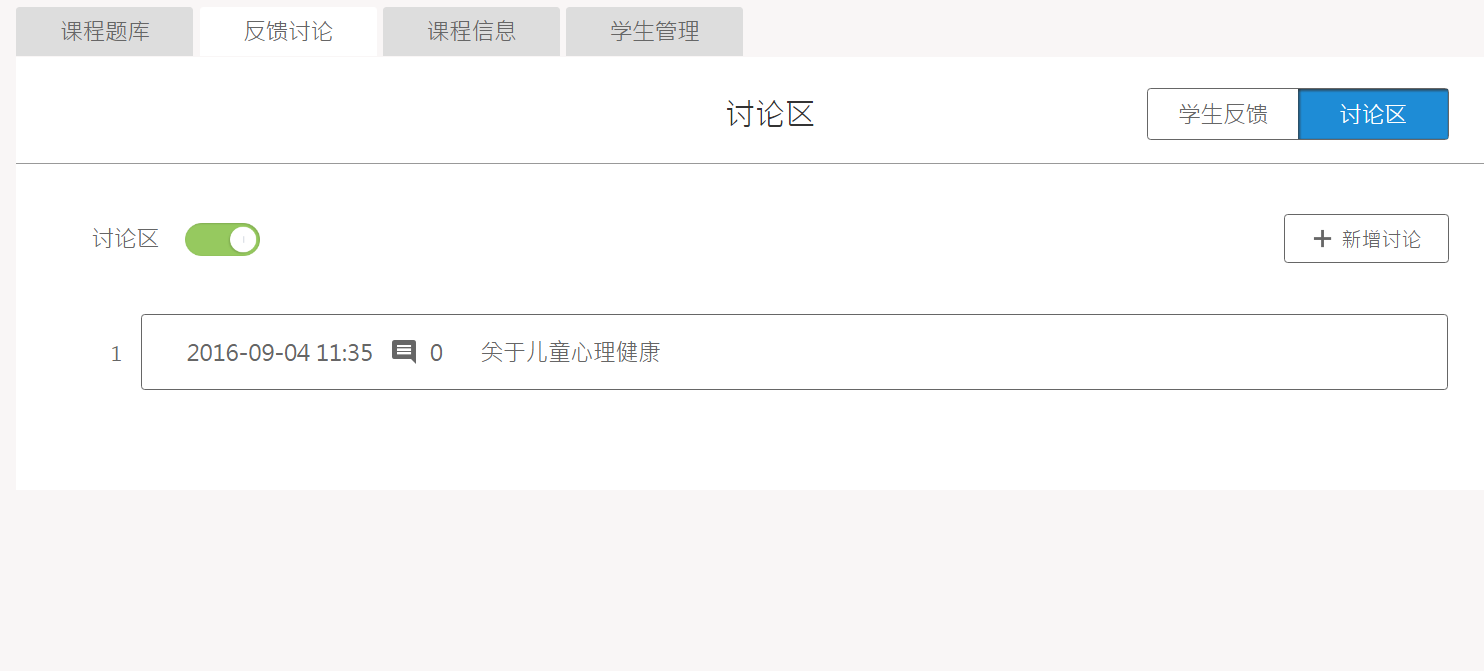 课程题库 反馈讨论 课程信息 学生管理
讨论区 学生反馈 讨论区
讨论区 + 新增讨论
1 2016-09-04 11:35 0 关于儿童心理健康